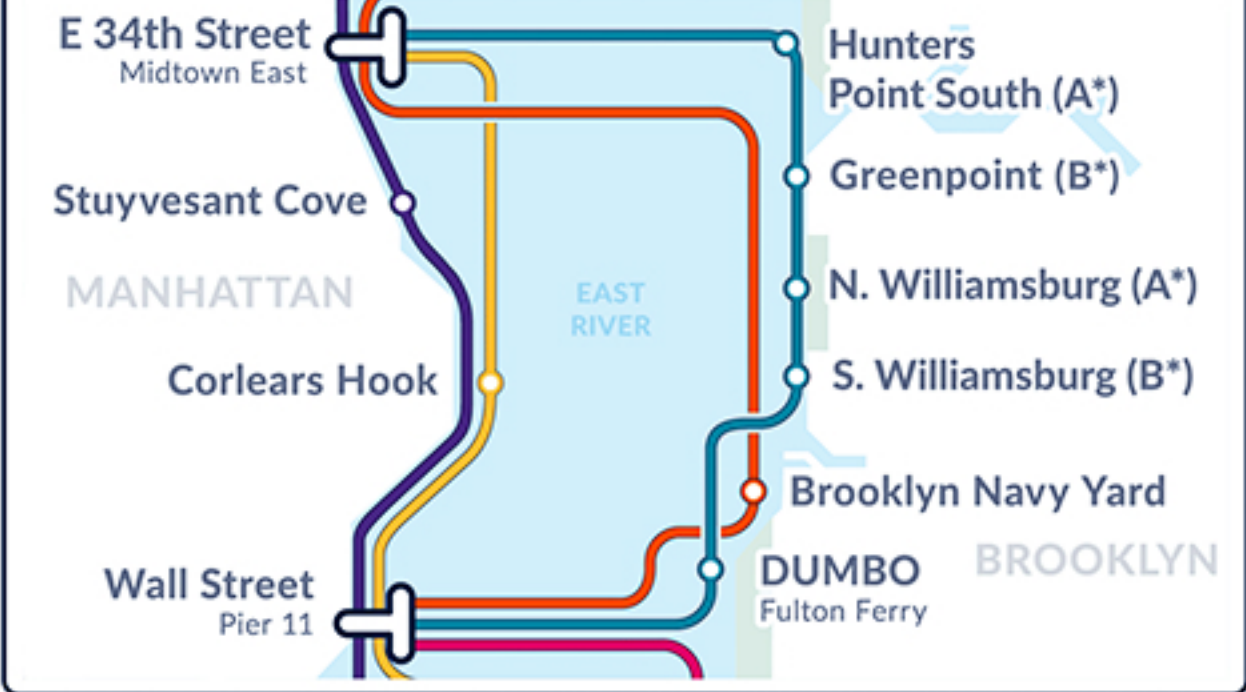 E 34th Street
Midtown East
Hunters
Point South (A*)
Stuyvesant Cove
Greenpoint (B*)
MANHATTAN
EAST
RIVER
N. Williamsburg (A*)
Corlears Hook
S. Williamsburg (B*)
Brooklyn Navy Yard
BROOKLYN
Wall Street
Pier 11
DUMBO
Fulton Ferry